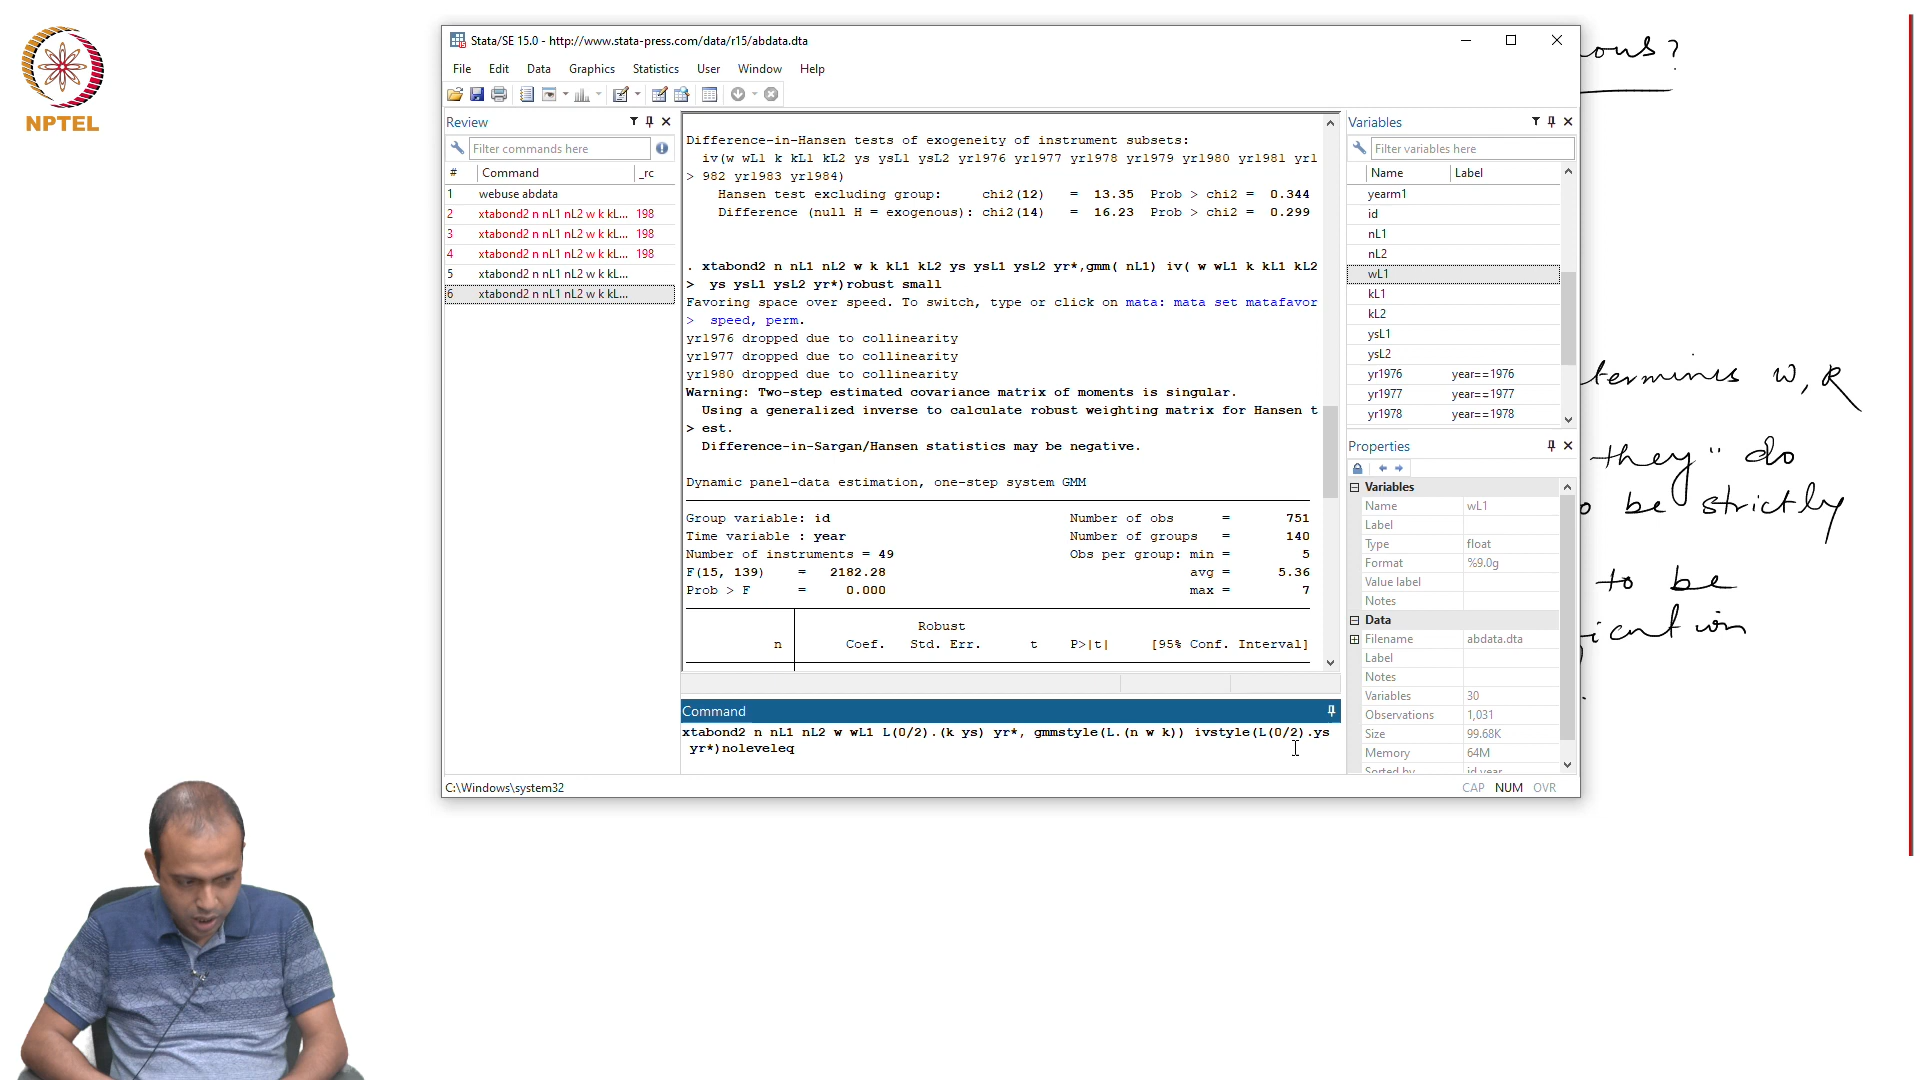 NPTEL
Stata/SE 15.0 - http://www.stata-press.com/data/r15/abdata.dta
File Edit Data Graphics Statistics User Window Help
Review
Filter commands here
# Command _rc
1 webuse abdata
2 xtabond2 n nL1 nL2 w k kL... 198
3 xtabond2 n nL1 nL2 w k kL... 198
4 xtabond2 n nL1 nL2 w k kL... 198
5 xtabond2 n nL1 nL2 w k kL...
6 xtabond2 n nL1 nL2 w k kL...
Difference-in-Hansen tests of exogeneity of instrument subsets:
iv(w wL1 k kL1 kL2 ys ysL1 ysL2 yr1976 yr1977 yr1978 yr1979 yr1980 yr1981 yr1
> 982 yr1983 yr1984)
Hansen test excluding group: chi2(12) = 13.35 Prob > chi2 = 0.344
Difference (null H = exogenous): chi2(14) = 16.23 Prob > chi2 = 0.299
. xtabond2 n nL1 nL2 w k kL1 kL2 ys ysL1 ysL2 yr*,gmm( nL1) iv( w wL1 k kL1 kL2
> ys ysL1 ysL2 yr*)robust small
Favoring space over speed. To switch, type or click on mata: mata set matafavor
> speed, perm.
yr1976 dropped due to collinearity
yr1977 dropped due to collinearity
yr1980 dropped due to collinearity
Warning: Two-step estimated covariance matrix of moments is singular.
Using a generalized inverse to calculate robust weighting matrix for Hansen t
> est.
Difference-in-Sargan/Hansen statistics may be negative.
Dynamic panel-data estimation, one-step system GMM
Group variable: id Number of obs = 751
Time variable : year Number of groups = 140
Number of instruments = 49 Obs per group: min = 5
F(15, 139) = 2182.28 avg = 5.36
Prob > F = 0.000 max = 7
Robust
n Coef. Std. Err. t P>|t| [95% Conf. Interval]
Command
xtabond2 n nL1 nL2 w wL1 L(0/2).(k ys) yr*, gmmstyle(L.(n w k)) ivstyle(L(0/2).ys
yr*)noleveleq
C:\Windows\system32
CAP NUM OVR
Variables
Filter variables here
Name Label
yearm1
id
nL1
nL2
wL1
kL1
kL2
ysL1
ysL2
yr1976 year==1976
yr1977 year==1977
yr1978 year==1978
Properties
Variables
Name wL1
Label
Type float
Format %9.0g
Value label
Notes
Data
Filename abdata.dta
Label
Notes
Variables 30
Observations 1,031
Size 99.68K
Memory 64M
Sorted by id year
ous?
termines w, R
they" do
o be strictly
to be
ication